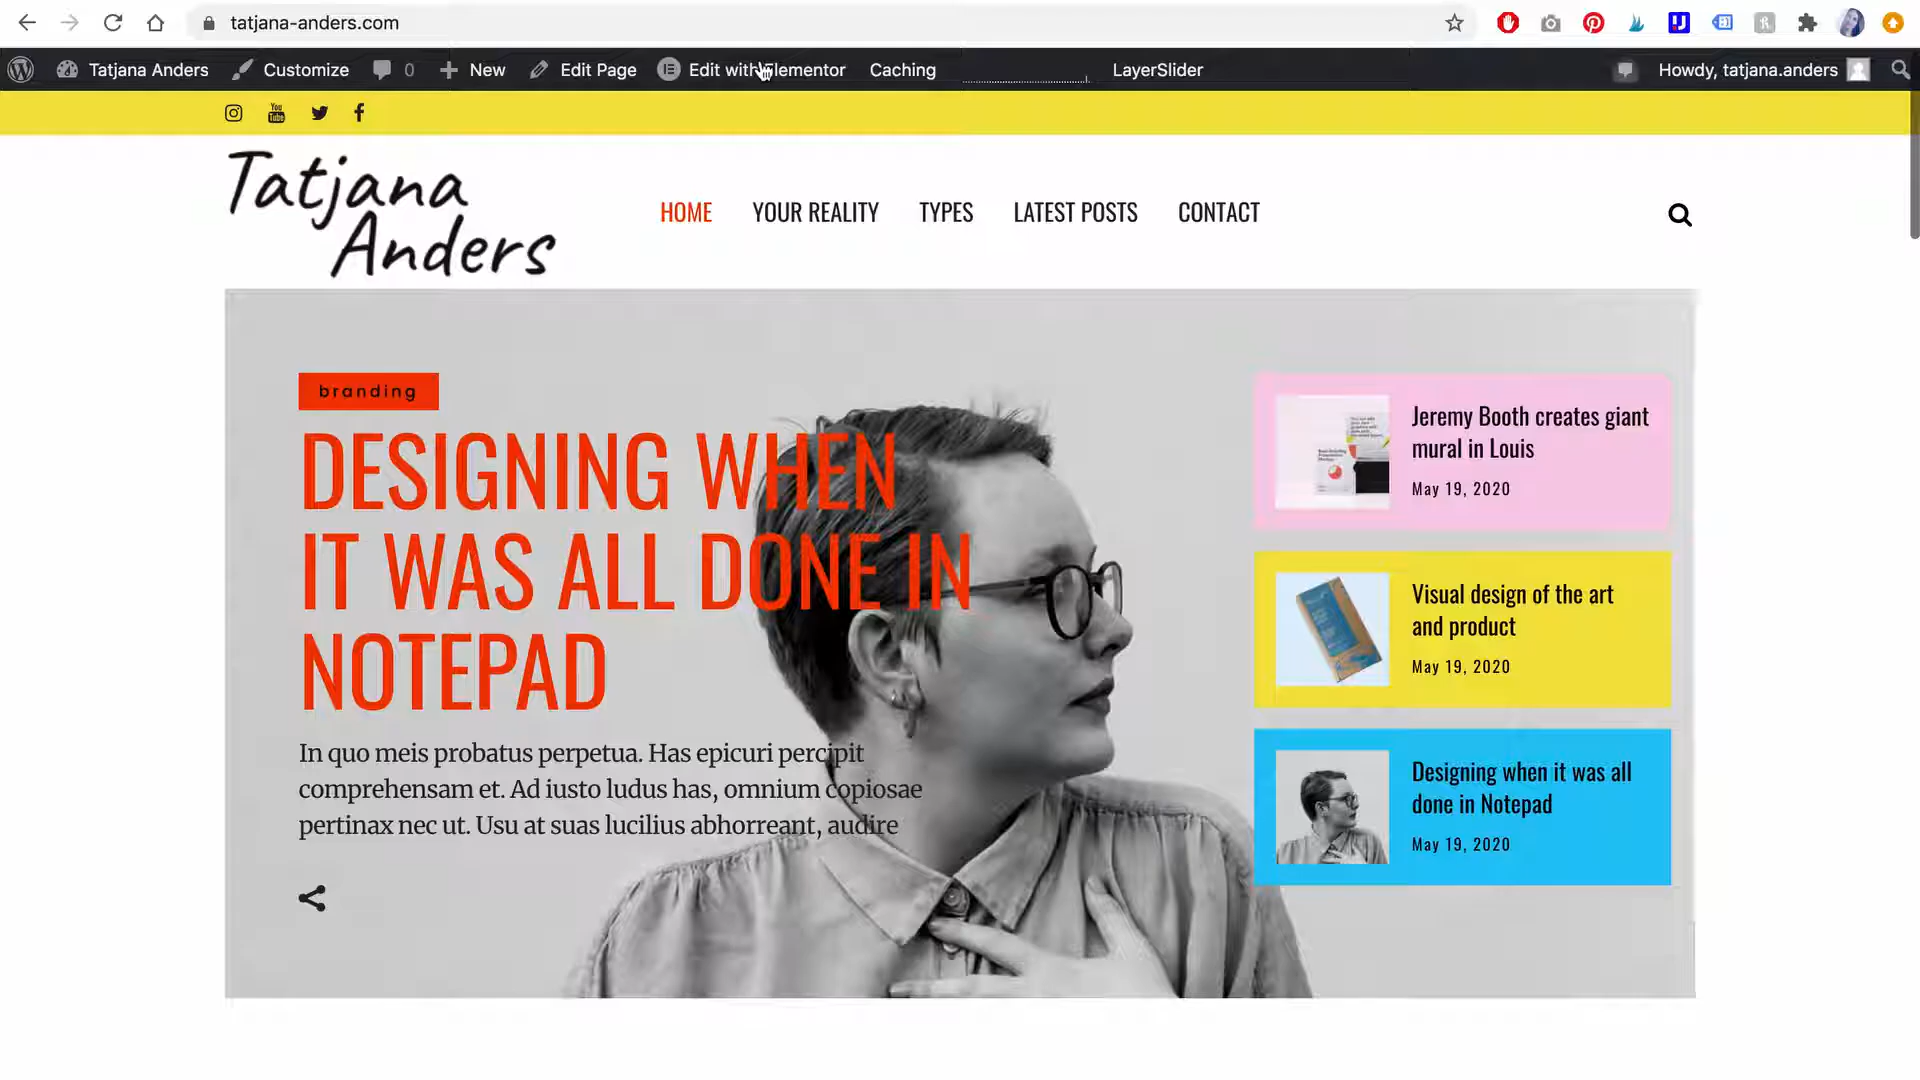 tatjana-anders.com
Tatjana Anders Customize 0 New Edit Page Edit with Elementor Caching LayerSlider Howdy, tatjana.anders
You
Tube
Tatjana
Anders
HOME YOUR REALITY TYPES LATEST POSTS CONTACT
branding
DESIGNING WHEN
IT WAS ALL DONE IN
NOTEPAD
In quo meis probatus perpetua. Has epicuri percipit
comprehensam et. Ad iusto ludus has, omnium copiosae
pertinax nec ut. Usu at suas lucilius abhorreant, audire
Jeremy Booth creates giant
mural in Louis
May 19, 2020
Visual design of the art
and product
May 19, 2020
Designing when it was all
done in Notepad
May 19, 2020